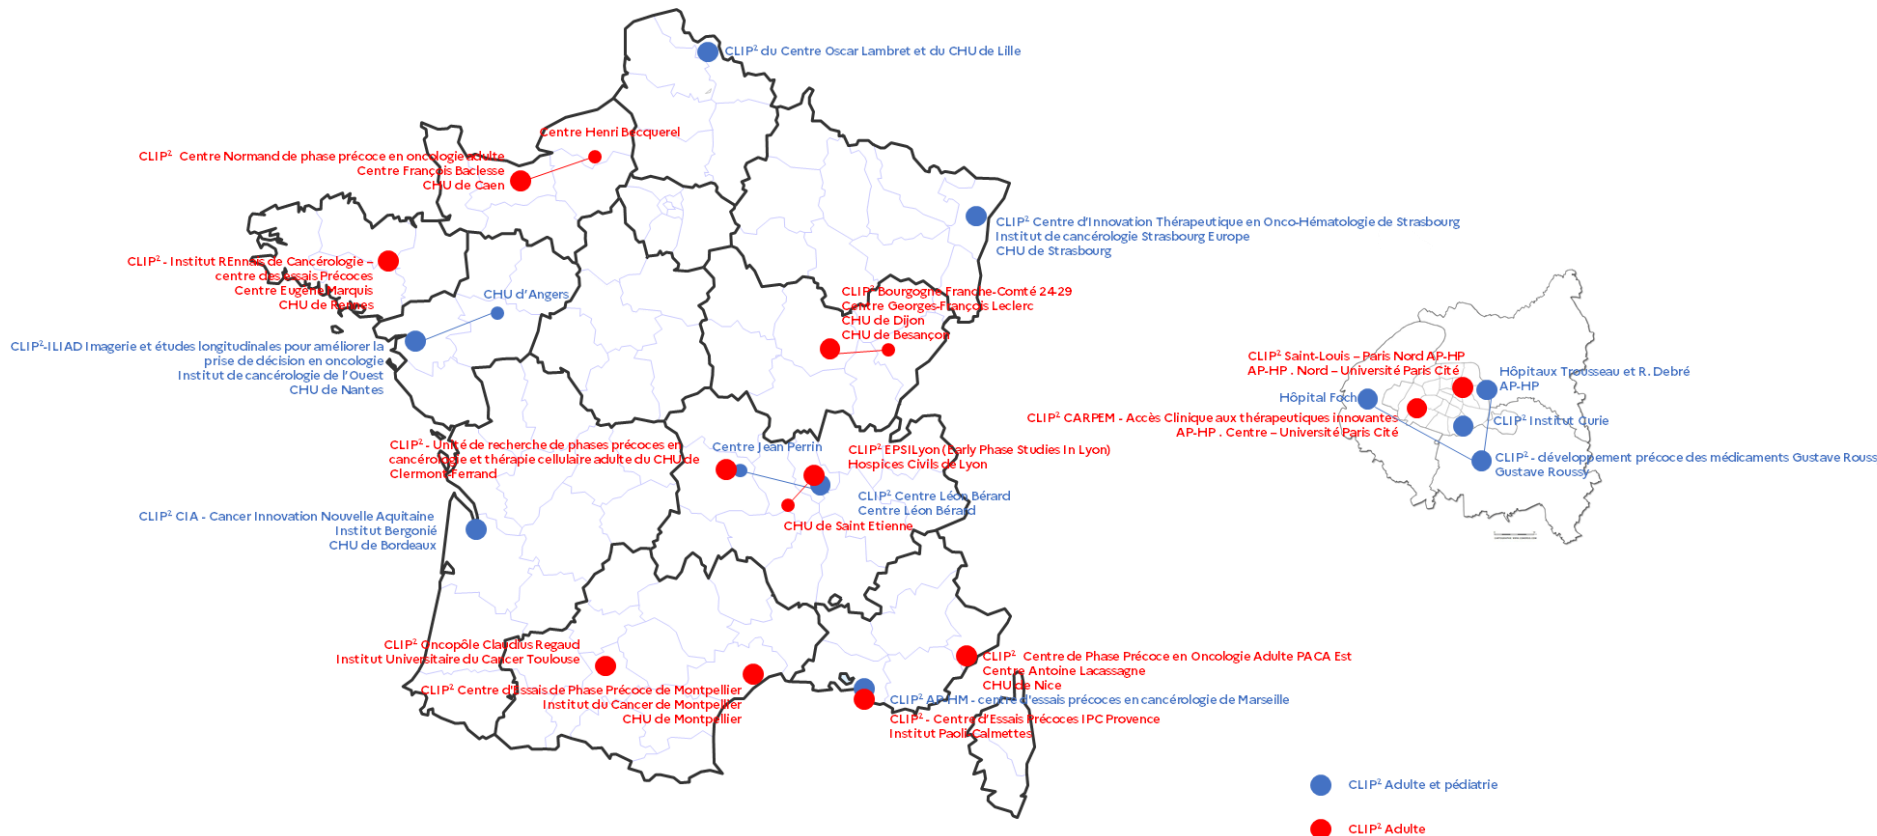 CLIP² du Centre Oscar Lambret et du CHU de Lille
Centre Henri Becquerel
CLIP² Centre Normand de phase précoce en oncologie adulte
Centre François Baclesse
CHU de Caen
CLIP² Centre d'Innovation Thérapeutique en Onco-Hématologie de Strasbourg
Institut de cancérologie Strasbourg Europe
CHU de Strasbourg
CLIP² - Institut REnnais de Cancérologie –
centre des essais Précoces
Centre Eugène Marquis
CHU de Rennes
CHU d'Angers
CLIP² Bourgogne Franche-Comté 24-29
Centre Georges-François Leclerc
CHU de Dijon
CHU de Besançon
CLIP²-ILIAD Imagerie et études longitudinales pour améliorer la
prise de décision en oncologie
Institut de cancérologie de l'Ouest
CHU de Nantes
CLIP² Saint-Louis – Paris Nord AP-HP
AP-HP . Nord – Université Paris Cité
Hôpitaux Trousseau et R. Debré
AP-HP
Hôpital Foch
CLIP² CARPEM - Accès Clinique aux thérapeutiques innovantes
AP-HP . Centre – Université Paris Cité
CLIP² Institut Curie
CLIP² - développement précoce des médicaments Gustave Rouss
Gustave Roussy
CLIP² - Unité de recherche de phases précoces en
cancérologie et thérapie cellulaire adulte du CHU de
Clermont-Ferrand
Centre Jean Perrin
CLIP² EPSILyon (Early Phase Studies In Lyon)
Hospices Civils de Lyon
CLIP² Centre Léon Bérard
Centre Léon Bérard
CHU de Saint Etienne
CLIP² CIA - Cancer Innovation Nouvelle Aquitaine
Institut Bergonié
CHU de Bordeaux
CLIP² Oncopôle Claudius Regaud
Institut Universitaire du Cancer Toulouse
CLIP² Centre d'Essais de Phase Précoce de Montpellier
Institut du Cancer de Montpellier
CHU de Montpellier
CLIP² Centre de Phase Précoce en Oncologie Adulte PACA Est
Centre Antoine Lacassagne
CHU de Nice
CLIP² AP-HM - centre d'essais précoces en cancérologie de Marseille
CLIP² - Centre d'Essais Précoces IPC Provence
Institut Paoli-Calmettes
CLIP² Adulte et pédiatrie
CLIP² Adulte